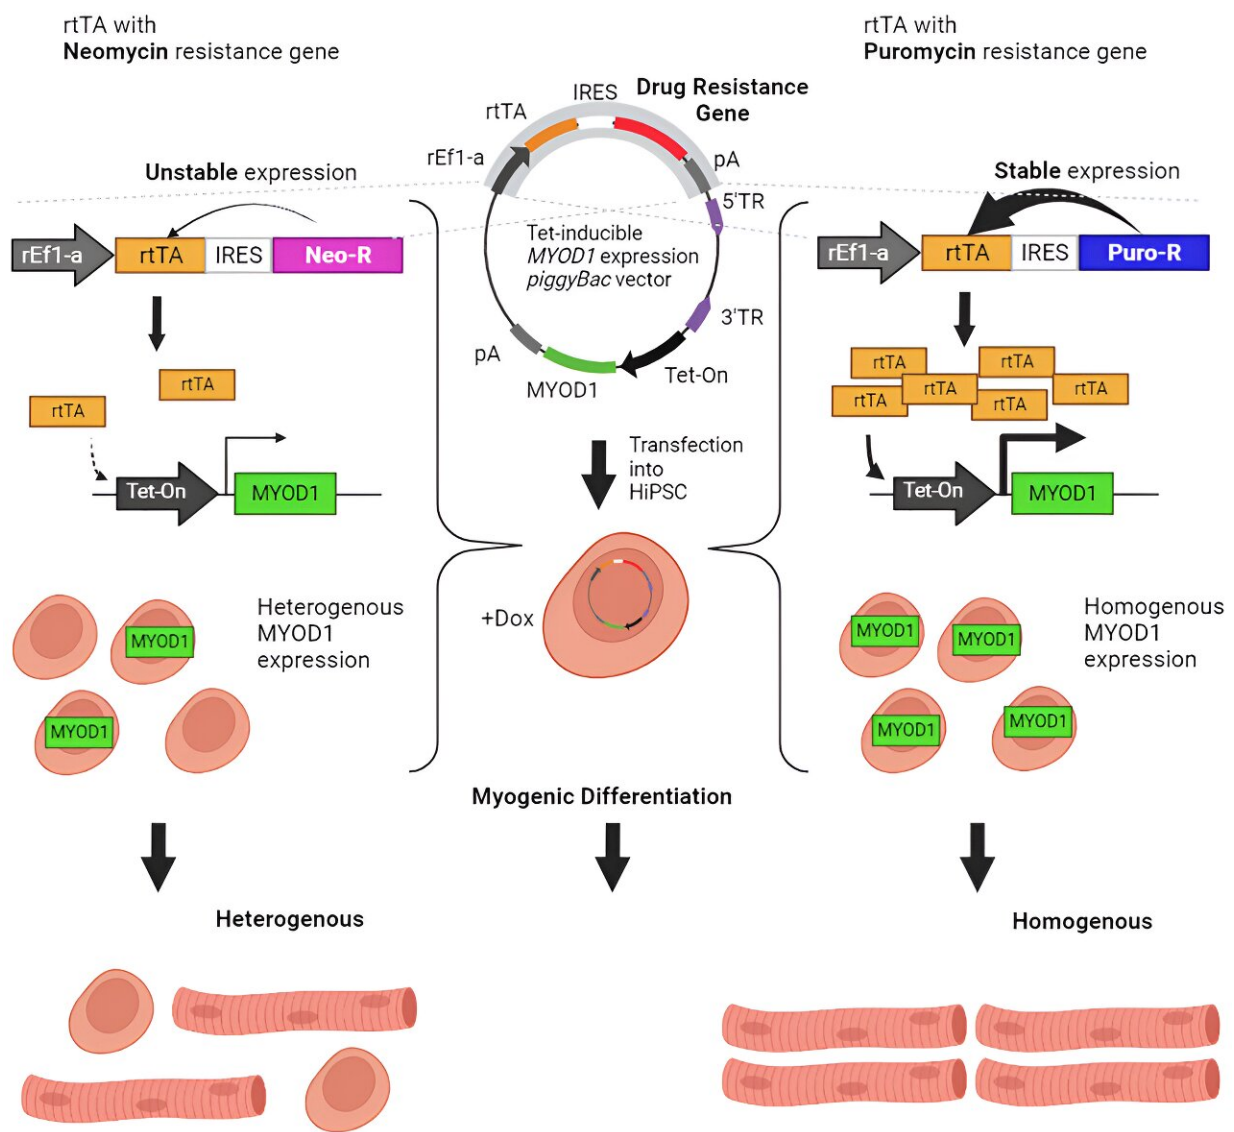 rtTA with
Neomycin resistance gene
rtTA with
Puromycin resistance gene
IRES
Drug Resistance
Gene
rtTA
rEf1-a
pA
5'TR
Tet-inducible
MYOD1 expression
piggyBac vector
3'TR
pA
MYOD1
Tet-On
Unstable expression
rEf1-a
rtTA
IRES
Neo-R
rtTA
rtTA
Tet-On
MYOD1
Heterogenous
MYOD1
expression
MYOD1
MYOD1
Transfection
into
HiPSC
+Dox
Stable expression
rEf1-a
rtTA
IRES
Puro-R
rtTA
rtTA
rtTA
rtTA
rtTA
rtTA
Tet-On
MYOD1
Homogenous
MYOD1
expression
MYOD1
MYOD1
MYOD1
MYOD1
Myogenic Differentiation
Heterogenous
Homogenous